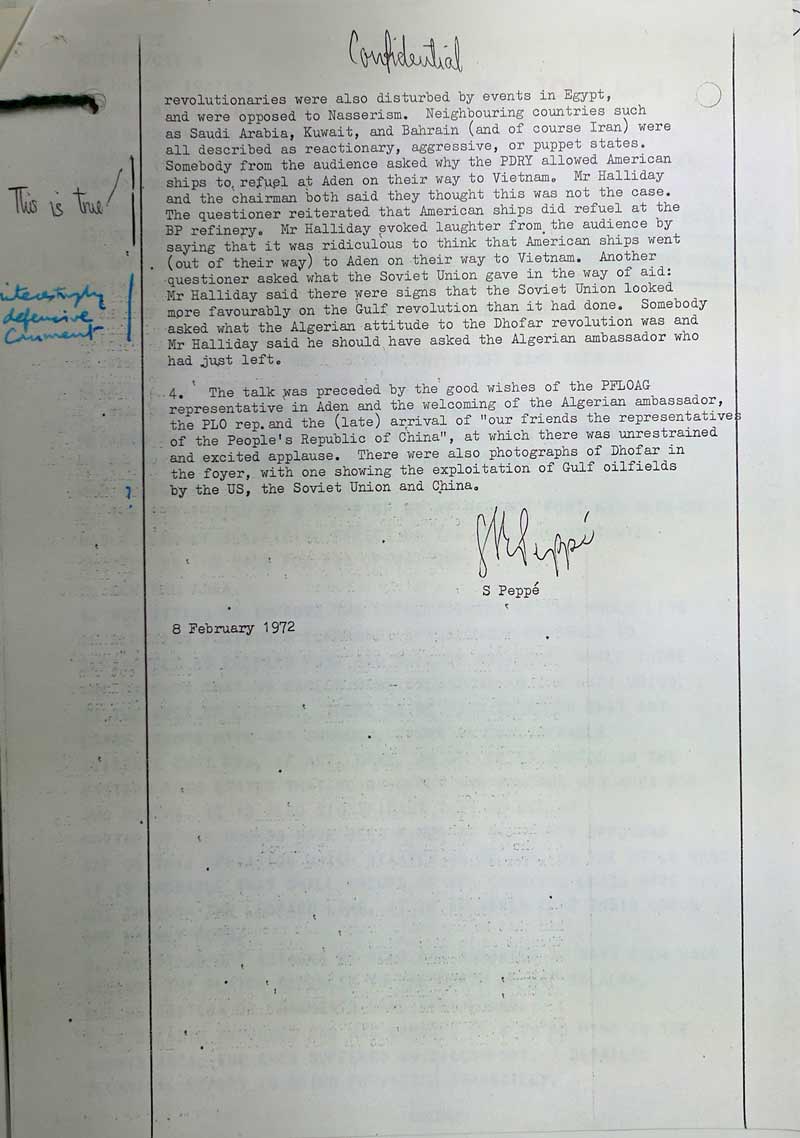 Confidential
revolutionaries were also disturbed by events in Egypt,
and were opposed to Nasserism. Neighbouring countries such
as Saudi Arabia, Kuwait, and Bahrain (and of course Iran) were
all described as reactionary, aggressive, or puppet states.
Somebody from the audience asked why the PDRY allowed American
ships to refuel at Aden on their way to Vietnam. Mr Halliday
and the chairman both said they thought this was not the case.
The questioner reiterated that American ships did refuel at the
BP refinery. Mr Halliday evoked laughter from the audience by
saying that it was ridiculous to think that American ships went
(out of their way) to Aden on their way to Vietnam. Another
questioner asked what the Soviet Union gave in the way of aid:
Mr Halliday said there were signs that the Soviet Union looked
more favourably on the Gulf revolution than it had done. Somebody
asked what the Algerian attitude to the Dhofar revolution was and
Mr Halliday said he should have asked the Algerian ambassador who
had just left.
This is true!
defensive
comment
4. The talk was preceded by the good wishes of the PFLOAG
representative in Aden and the welcoming of the Algerian ambassador,
the PLO rep. and the (late) arrival of "our friends the representatives
of the People's Republic of China", at which there was unrestrained
and excited applause. There were also photographs of Dhofar in
the foyer, with one showing the exploitation of Gulf oilfields
by the US, the Soviet Union and China.
?
S Peppé
S Peppé
8 February 1972